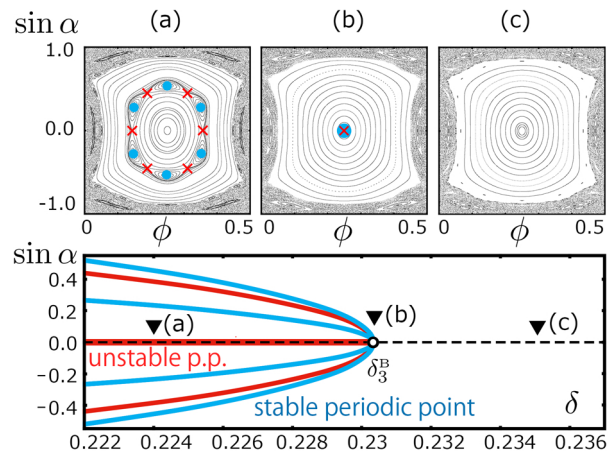 (a) (b) (c)
sin α
1.0
0.0
-1.0
0 ϕ 0.5 0 ϕ 0.5 0 ϕ 0.5
sin α
0.4
0.2
0.0
-0.2
-0.4
(a) (b) (c)
unstable p.p.
δ₃ᴮ
stable periodic point
δ
0.222 0.224 0.226 0.228 0.23 0.232 0.234 0.236